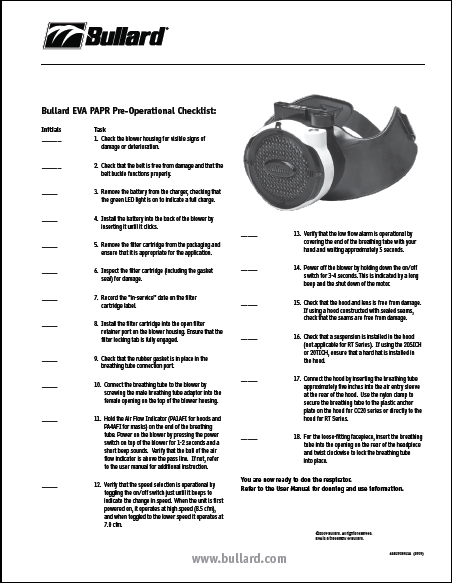 Bullard
Bullard EVA PAPR Pre-Operational Checklist:
Initials Task
1. Check the blower housing for visible signs of
damage or deterioration.
2. Check that the belt is free from damage and that the
belt buckle functions properly.
3. Remove the battery from the charger, checking that
the green LED light is on to indicate a full charge.
4. Install the battery into the back of the blower by
inserting it until it clicks.
5. Remove the filter cartridge from the packaging and
ensure that it is appropriate for the application.
6. Inspect the filter cartridge (including the gasket
seal) for damage.
7. Record the "in-service" date on the filter
cartridge label.
8. Install the filter cartridge into the open filter
retainer port on the blower housing. Ensure that the
filter locking tab is fully engaged.
9. Check that the rubber gasket is in place in the
breathing tube connection port.
10. Connect the breathing tube to the blower by
screwing the male breathing tube adaptor into the
female opening on the top of the blower housing.
11. Hold the Air Flow Indicator (PA1AFI for hoods and
PA4AFI for masks) on the end of the breathing
tube. Power on the blower by pressing the power
switch on top of the blower for 1-2 seconds and a
short beep sounds. Verify that the ball of the air
flow indicator is above the pass line. If not, refer
to the user manual for additional instruction.
12. Verify that the speed selection is operational by
toggling the on/off switch just until it beeps to
indicate the change in speed. When the unit is first
powered on, it operates at high speed (8.5 cfm),
and when toggled to the lower speed it operates at
7.0 cfm.
13. Verify that the low flow alarm is operational by
covering the end of the breathing tube with your
hand and waiting approximately 5 seconds.
14. Power off the blower by holding down the on/off
switch for 3-4 seconds. This is indicated by a long
beep and the shut down of the motor.
15. Check that the hood and lens is free from damage.
If using a hood constructed with sealed seams,
check that the seams are free from damage.
16. Check that a suspension is installed in the hood
(not applicable for RT Series). If using the 20SICH
or 20TICH, ensure that a hard hat is installed in
the hood.
17. Connect the hood by inserting the breathing tube
approximately five inches into the air entry sleeve
at the rear of the hood. Use the nylon clamp to
secure the breathing tube to the plastic anchor
plate on the hood for CC20 series or directly to the
hood for RT Series.
18. For the loose-fitting facepiece, insert the breathing
tube into the opening on the rear of the headpiece
and twist clockwise to lock the breathing tube
into place.
You are now ready to don the respirator.
Refer to the User Manual for donning and use information.
www.bullard.com